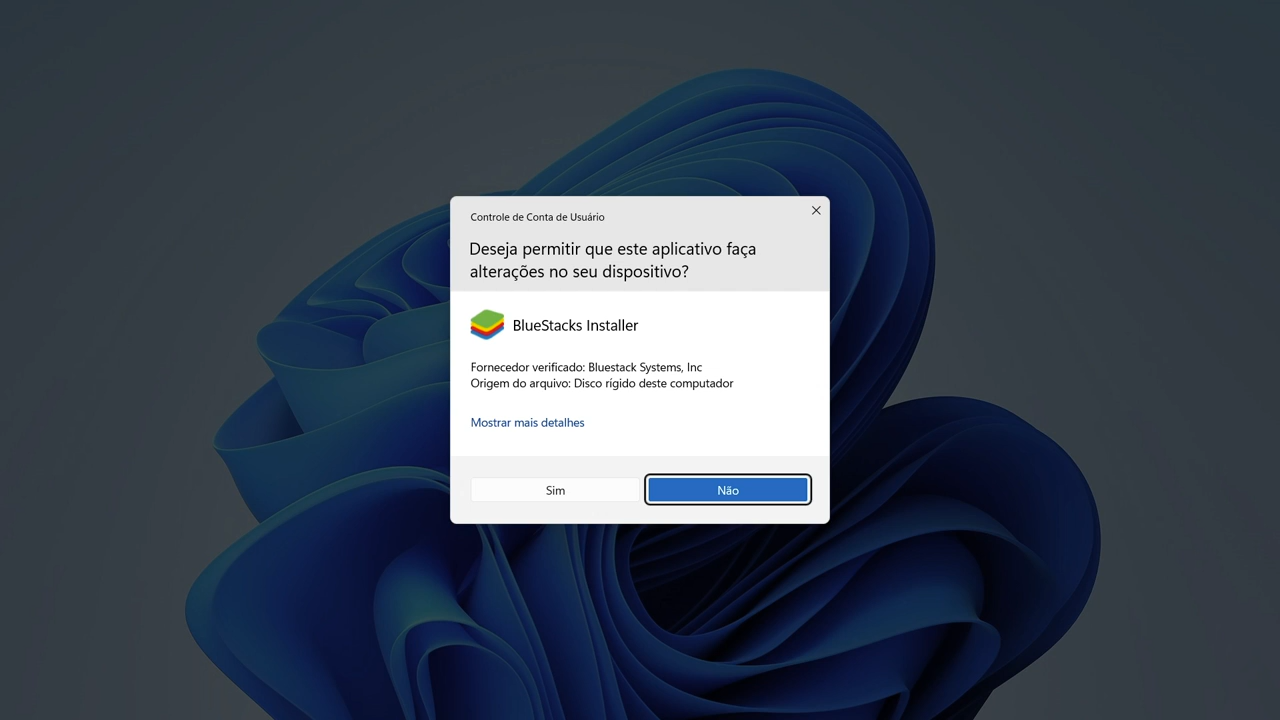 Controle de Conta de Usuário
Deseja permitir que este aplicativo faça
alterações no seu dispositivo?
BlueStacks Installer
Fornecedor verificado: Bluestack Systems, Inc
Origem do arquivo: Disco rígido deste computador
Mostrar mais detalhes
Sim
Não